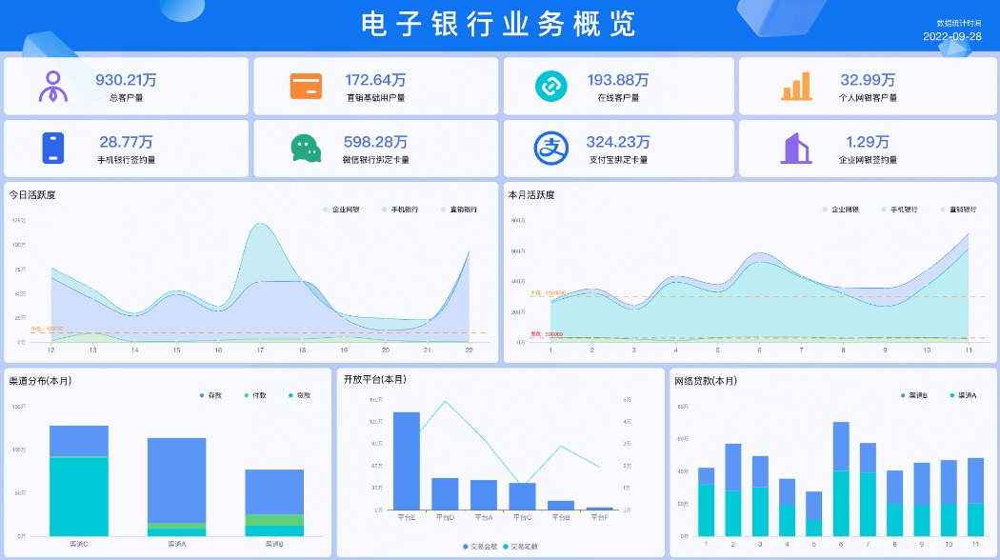 电子银行业务概览
数据统计时间
2022-09-28
930.21万
总客户量
172.64万
直销基础用户量
193.88万
在线客户量
32.99万
个人网银客户量
28.77万
手机银行签约量
598.28万
微信银行绑定卡量
324.23万
支付宝绑定卡量
1.29万
企业网银签约量
今日活跃度
企业网银 手机银行 直销银行
125万
100万
75万
50万
25万
0万
12 13 14 15 16 17 18 19 20 21 22
本月活跃度
企业网银 手机银行 直销银行
800万
600万
400万
200万
0万
1 2 3 4 5 6 7 8 9 10 11
渠道分布(本月)
存款 付款 贷款
150万
100万
50万
0万
渠道C 渠道A 渠道B
开放平台(本月)
150万
120万
90万
60万
30万
0万
5万
4万
3万
2万
1万
0万
平台E 平台D 平台A 平台C 平台B 平台F
交易金额 交易笔数
网络贷款(本月)
渠道B 渠道A
80万
60万
40万
20万
0万
1 2 3 4 5 6 7 8 9 10 11